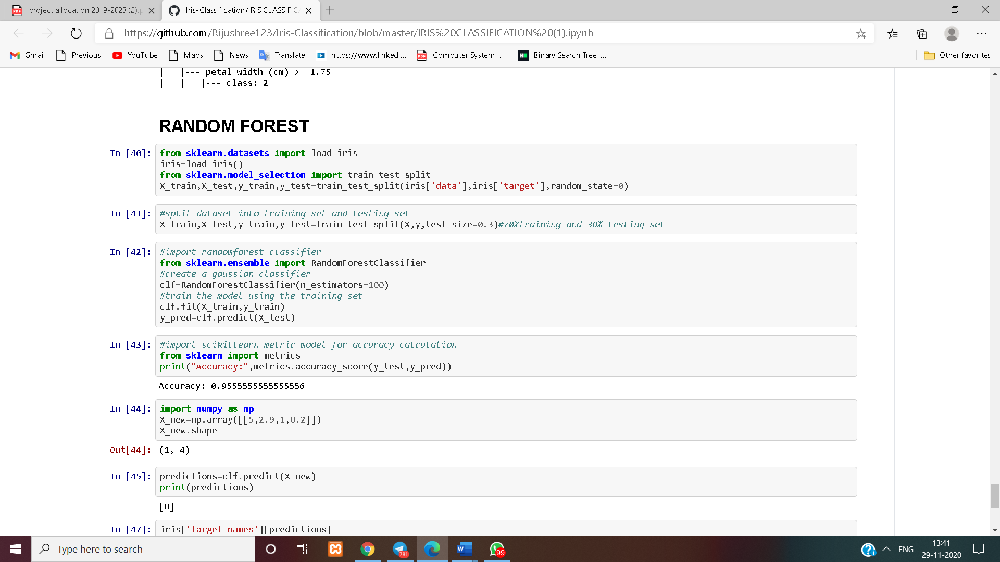 project allocation 2019-2023 (2).p
Iris-Classification/IRIS CLASSIFIC
https://github.com/Rijushree123/Iris-Classification/blob/master/IRIS%20CLASSIFICATION%20(1).ipynb
Gmail Previous YouTube Maps News Translate https://www.linkedi... Computer System... Binary Search Tree :... Other favorites
| |--- petal width (cm) > 1.75
| | |--- class: 2
RANDOM FOREST
In [40]: from sklearn.datasets import load_iris
iris=load_iris()
from sklearn.model_selection import train_test_split
X_train,X_test,y_train,y_test=train_test_split(iris['data'],iris['target'],random_state=0)
In [41]: #split dataset into training set and testing set
X_train,X_test,y_train,y_test=train_test_split(X,y,test_size=0.3)#70%training and 30% testing set
In [42]: #import randomforest classifier
from sklearn.ensemble import RandomForestClassifier
#create a gaussian classifier
clf=RandomForestClassifier(n_estimators=100)
#train the model using the training set
clf.fit(X_train,y_train)
y_pred=clf.predict(X_test)
In [43]: #import scikitlearn metric model for accuracy calculation
from sklearn import metrics
print("Accuracy:",metrics.accuracy_score(y_test,y_pred))
Accuracy: 0.9555555555555556
In [44]: import numpy as np
X_new=np.array([[5,2.9,1,0.2]])
X_new.shape
Out[44]: (1, 4)
In [45]: predictions=clf.predict(X_new)
print(predictions)
[0]
In [47]: iris['target_names'][predictions]
Type here to search
781
99
ENG
13:41
29-11-2020